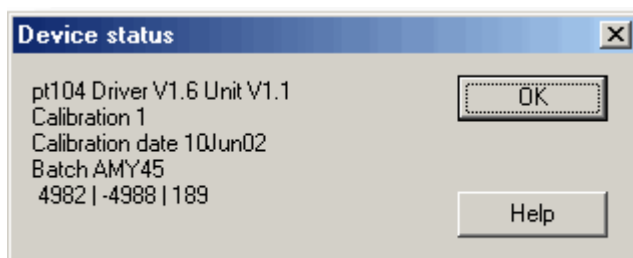 Device status
pt104 Driver V1.6 Unit V1.1
OK
Calibration 1
Calibration date 10Jun02
Batch AMY45
4982 | -4988 | 189
Help